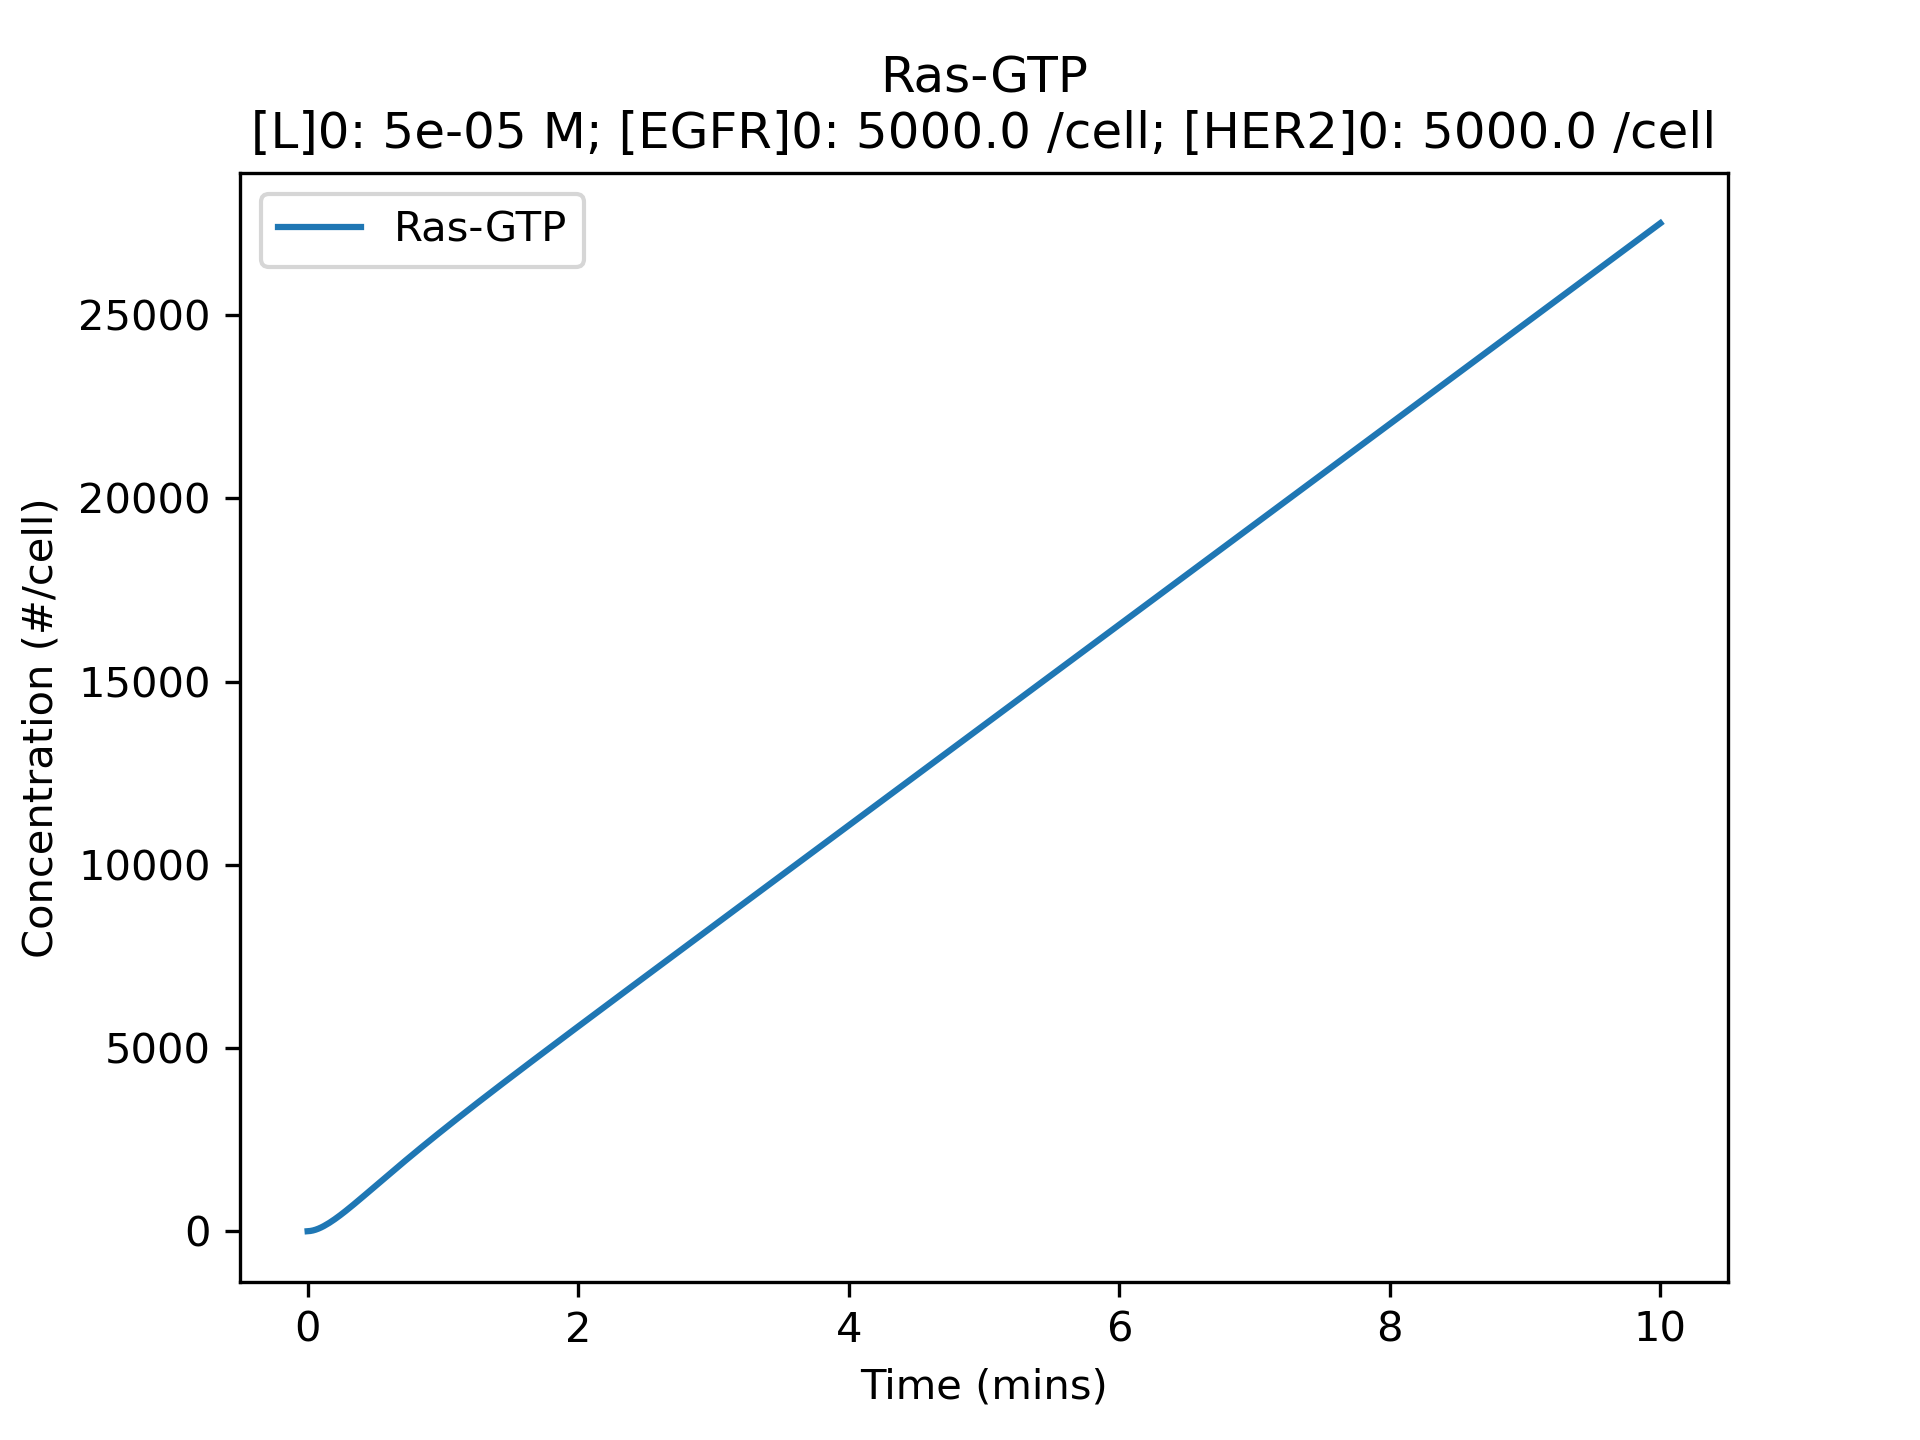 Ras-GTP
[L]0: 5e-05 M; [EGFR]0: 5000.0 /cell; [HER2]0: 5000.0 /cell
Ras-GTP
25000
20000
15000
10000
5000
0
Concentration (#/cell)
0 2 4 6 8 10
Time (mins)